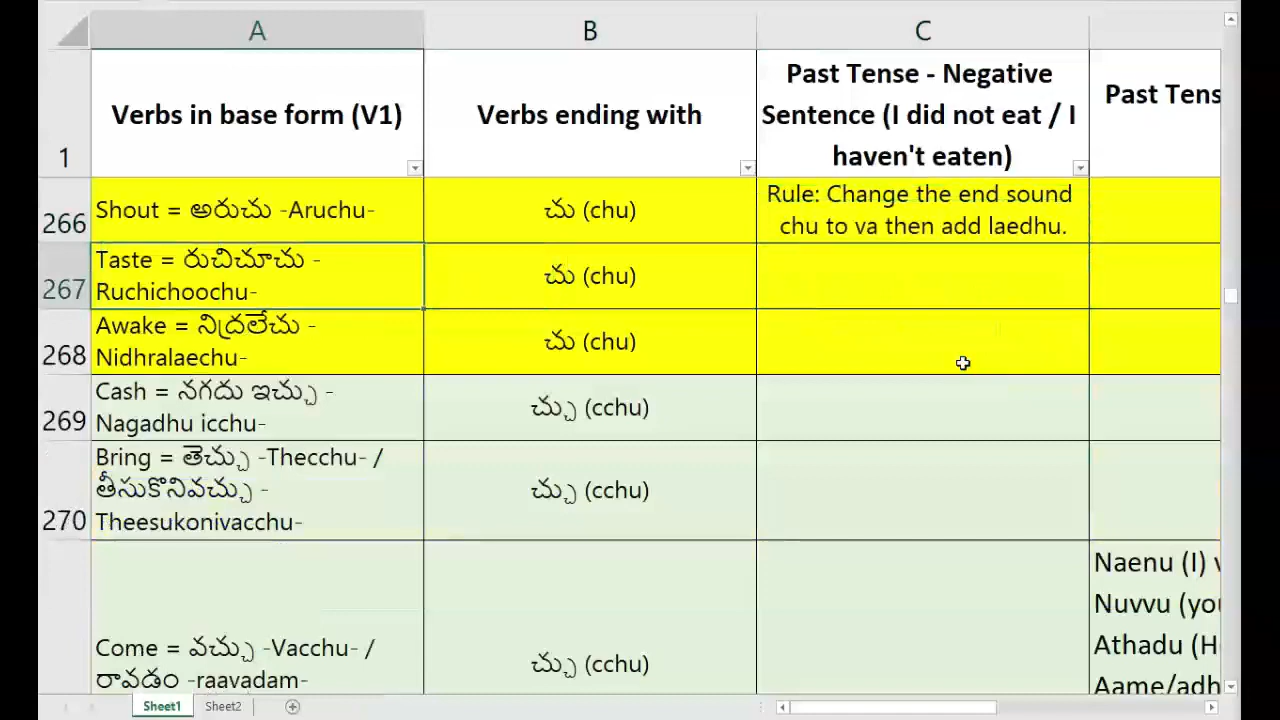 A B C
Verbs in base form (V1)
Verbs ending with
Past Tense - Negative
Sentence (I did not eat / I
haven't eaten)
Past Tens
1
266
Shout = అరుచు -Aruchu-
చు (chu)
Rule: Change the end sound
chu to va then add laedhu.
267
Taste = రుచిచూచు -
Ruchichoochu-
చు (chu)
268
Awake = నిద్రలేచు -
Nidhralaechu-
చు (chu)
269
Cash = నగదు ఇచ్చు -
Nagadhu icchu-
చ్చు (cchu)
270
Bring = తెచ్చు -Thecchu- /
తీసుకొనివచ్చు -
Theesukonivacchu-
చ్చు (cchu)
Come = వచ్చు -Vacchu- /
రావడం -raavadam-
చ్చు (cchu)
Naenu (I) v
Nuvvu (you
Athadu (H
Aame/adh
Sheet1 Sheet2